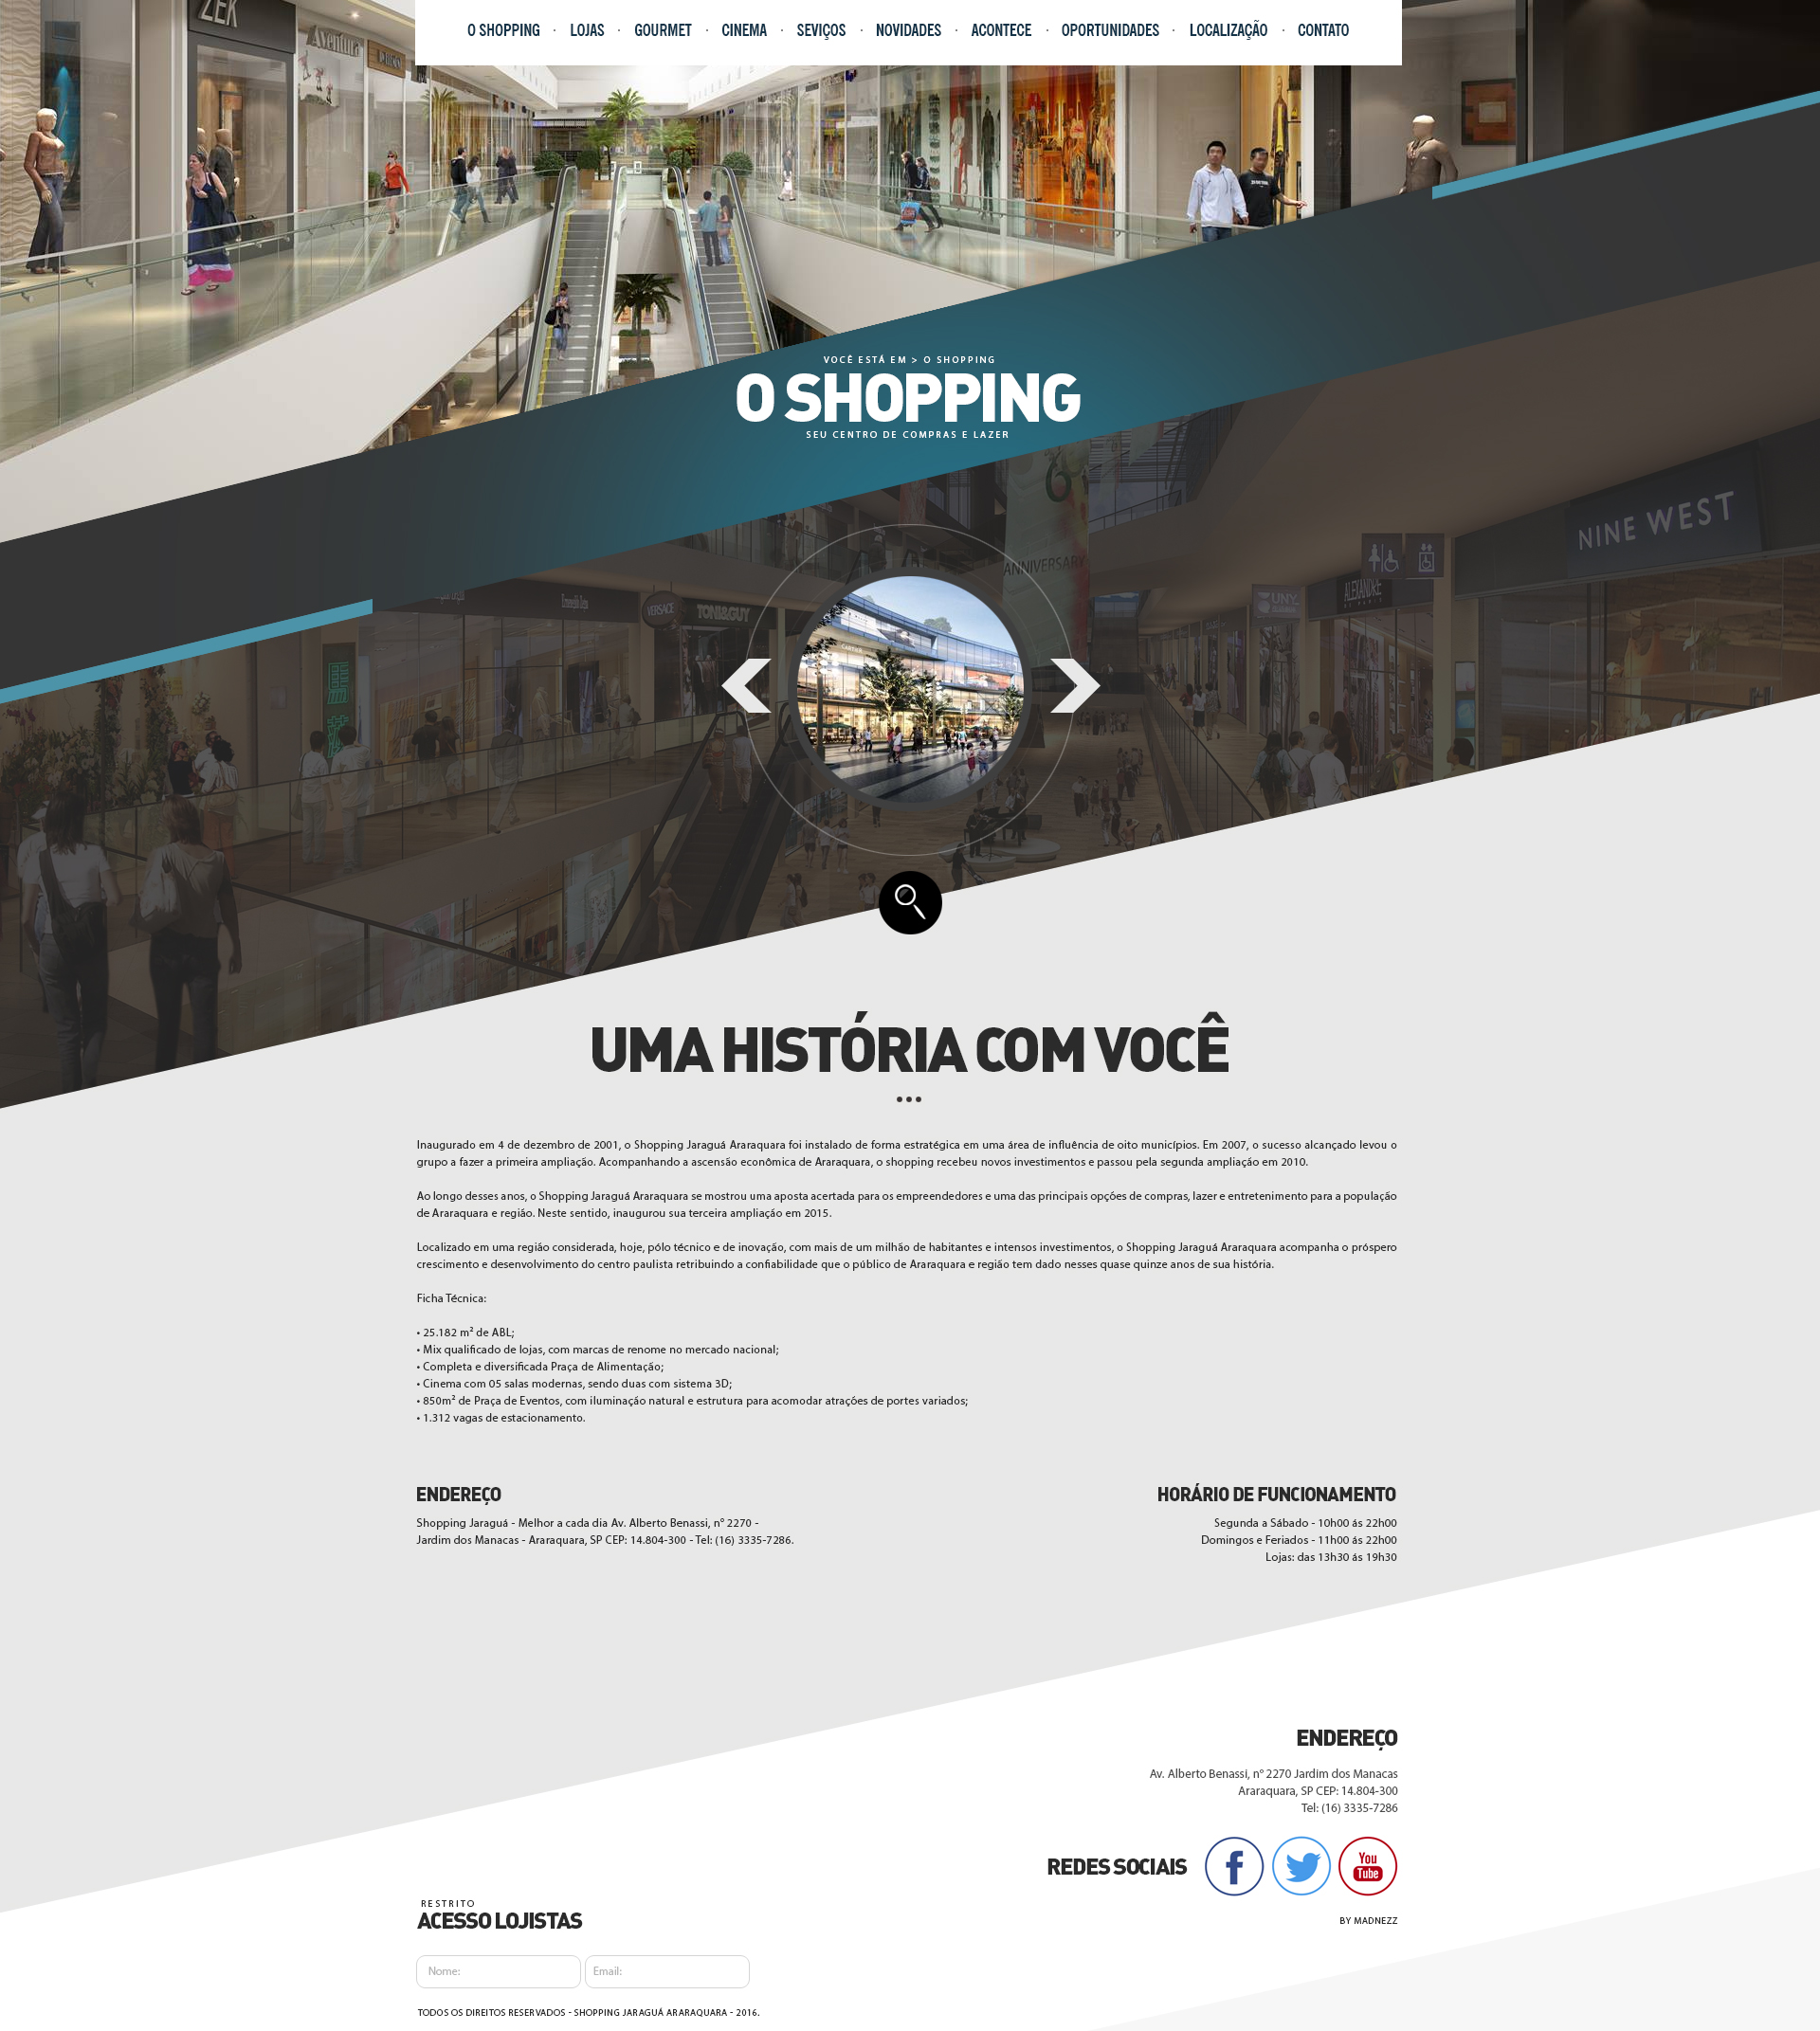 O SHOPPING · LOJAS · GOURMET · CINEMA · SEVIÇOS · NOVIDADES · ACONTECE · OPORTUNIDADES · LOCALIZAÇÃO · CONTATO
ZEK
Aventura
VOCÊ ESTÁ EM > O SHOPPING
O SHOPPING
SEU CENTRO DE COMPRAS E LAZER
6
ANNIVERSARY
NINE WEST
ALEXANDRE
UNY
VERSACE
TONI&GUY
CARTIER
UMA HISTÓRIA COM VOCÊ
•••
Inaugurado em 4 de dezembro de 2001, o Shopping Jaraguá Araraquara foi instalado de forma estratégica em uma área de influência de oito municípios. Em 2007, o sucesso alcançado levou o
grupo a fazer a primeira ampliação. Acompanhando a ascensão econômica de Araraquara, o shopping recebeu novos investimentos e passou pela segunda ampliação em 2010.
Ao longo desses anos, o Shopping Jaraguá Araraquara se mostrou uma aposta acertada para os empreendedores e uma das principais opções de compras, lazer e entretenimento para a população
de Araraquara e região. Neste sentido, inaugurou sua terceira ampliação em 2015.
Localizado em uma região considerada, hoje, pólo técnico e de inovação, com mais de um milhão de habitantes e intensos investimentos, o Shopping Jaraguá Araraquara acompanha o próspero
crescimento e desenvolvimento do centro paulista retribuindo a confiabilidade que o público de Araraquara e região tem dado nesses quase quinze anos de sua história.
Ficha Técnica:
• 25.182 m² de ABL;
• Mix qualificado de lojas, com marcas de renome no mercado nacional;
• Completa e diversificada Praça de Alimentação;
• Cinema com 05 salas modernas, sendo duas com sistema 3D;
• 850m² de Praça de Eventos, com iluminação natural e estrutura para acomodar atrações de portes variados;
• 1.312 vagas de estacionamento.
ENDEREÇO
Shopping Jaraguá - Melhor a cada dia Av. Alberto Benassi, n° 2270 -
Jardim dos Manacas - Araraquara, SP CEP: 14.804-300 - Tel: (16) 3335-7286.
HORÁRIO DE FUNCIONAMENTO
Segunda a Sábado - 10h00 ás 22h00
Domingos e Feriados - 11h00 ás 22h00
Lojas: das 13h30 ás 19h30
ENDEREÇO
Av. Alberto Benassi, n° 2270 Jardim dos Manacas
Araraquara, SP CEP: 14.804-300
Tel: (16) 3335-7286
REDES SOCIAIS
You
Tube
BY MADNEZZ
RESTRITO
ACESSO LOJISTAS
Nome:
Email:
TODOS OS DIREITOS RESERVADOS - SHOPPING JARAGUÁ ARARAQUARA - 2016.